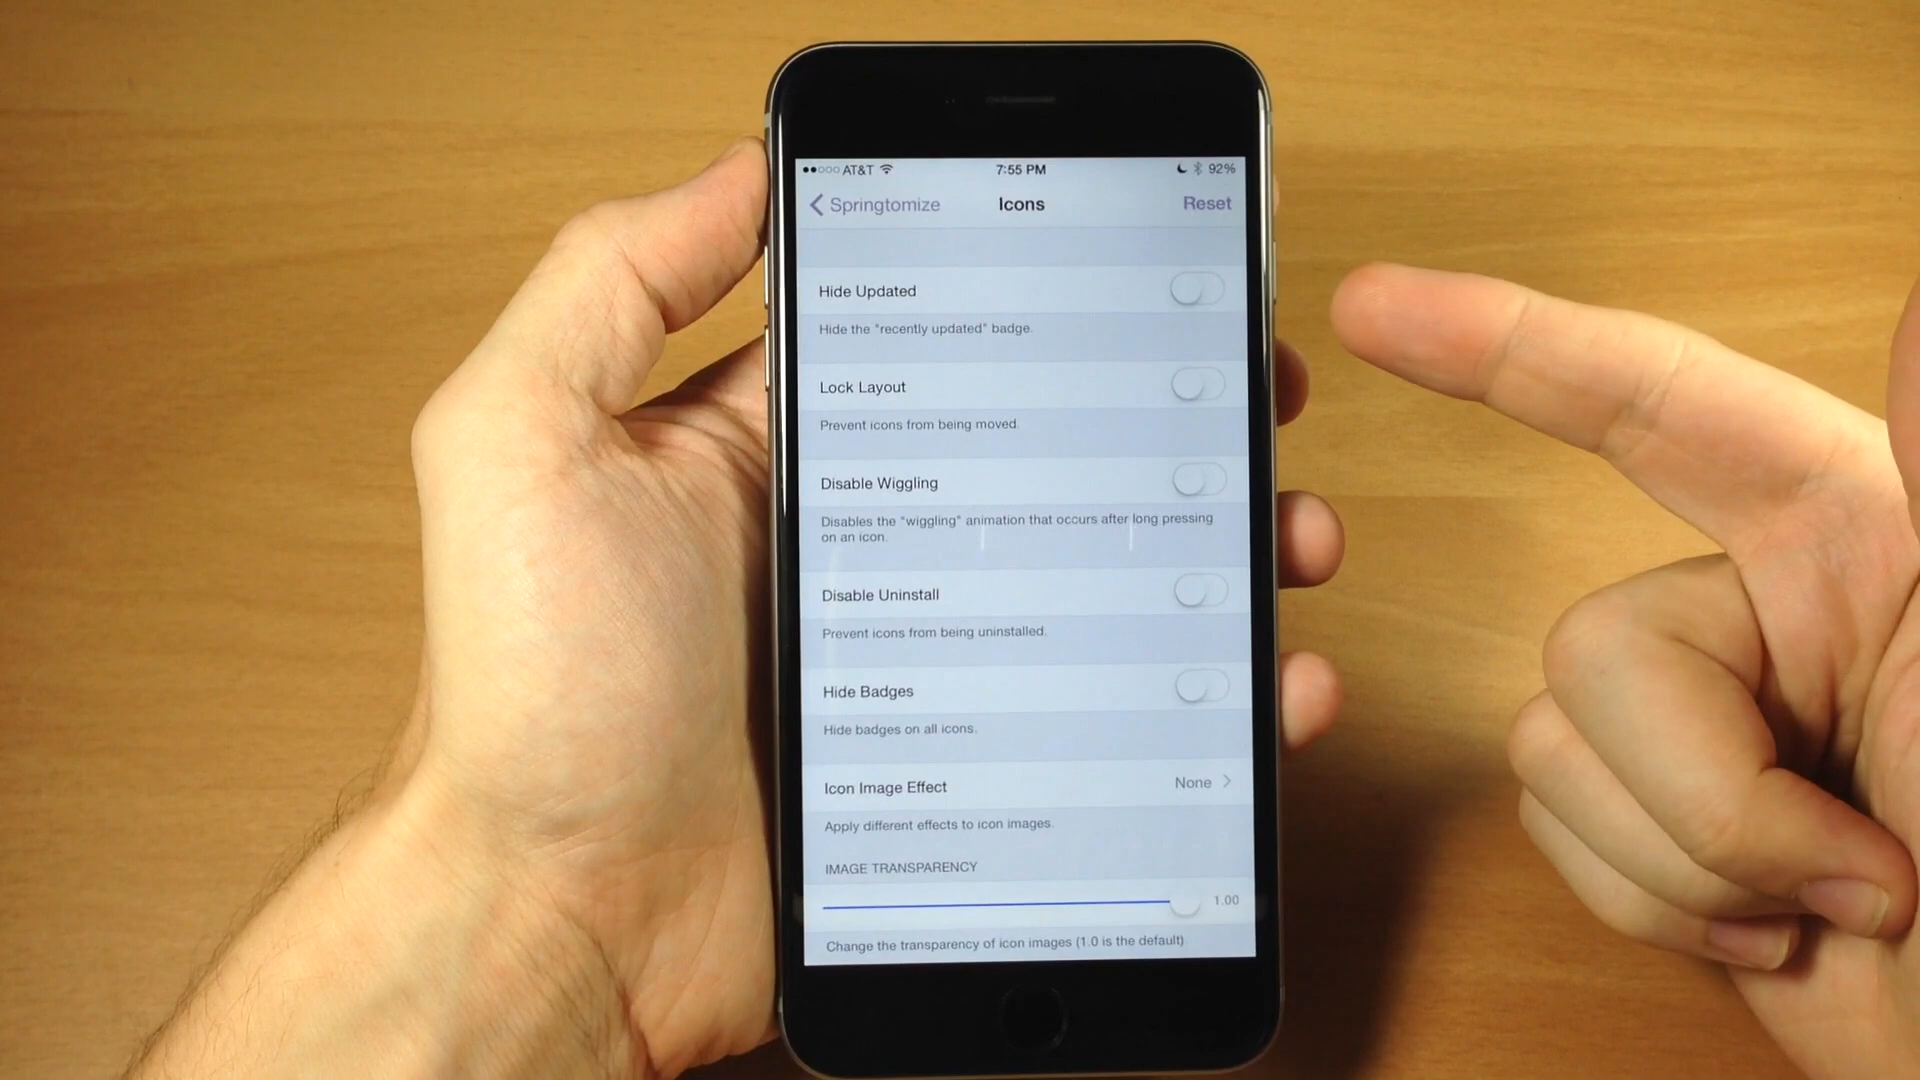 AT&T 7:55 PM 92%
Springtomize Icons Reset
Hide Updated
Hide the "recently updated" badge.
Lock Layout
Prevent icons from being moved.
Disable Wiggling
Disables the "wiggling" animation that occurs after long pressing
on an icon.
Disable Uninstall
Prevent icons from being uninstalled.
Hide Badges
Hide badges on all icons.
Icon Image Effect None
Apply different effects to icon images.
IMAGE TRANSPARENCY
1.00
Change the transparency of icon images (1.0 is the default)